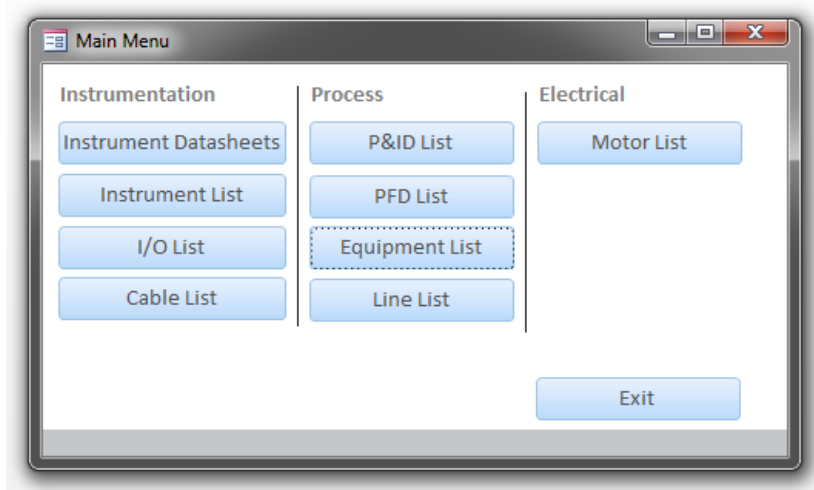 Main Menu
Instrumentation
Instrument Datasheets
Instrument List
I/O List
Cable List
Process
P&ID List
PFD List
Equipment List
Line List
Electrical
Motor List
Exit